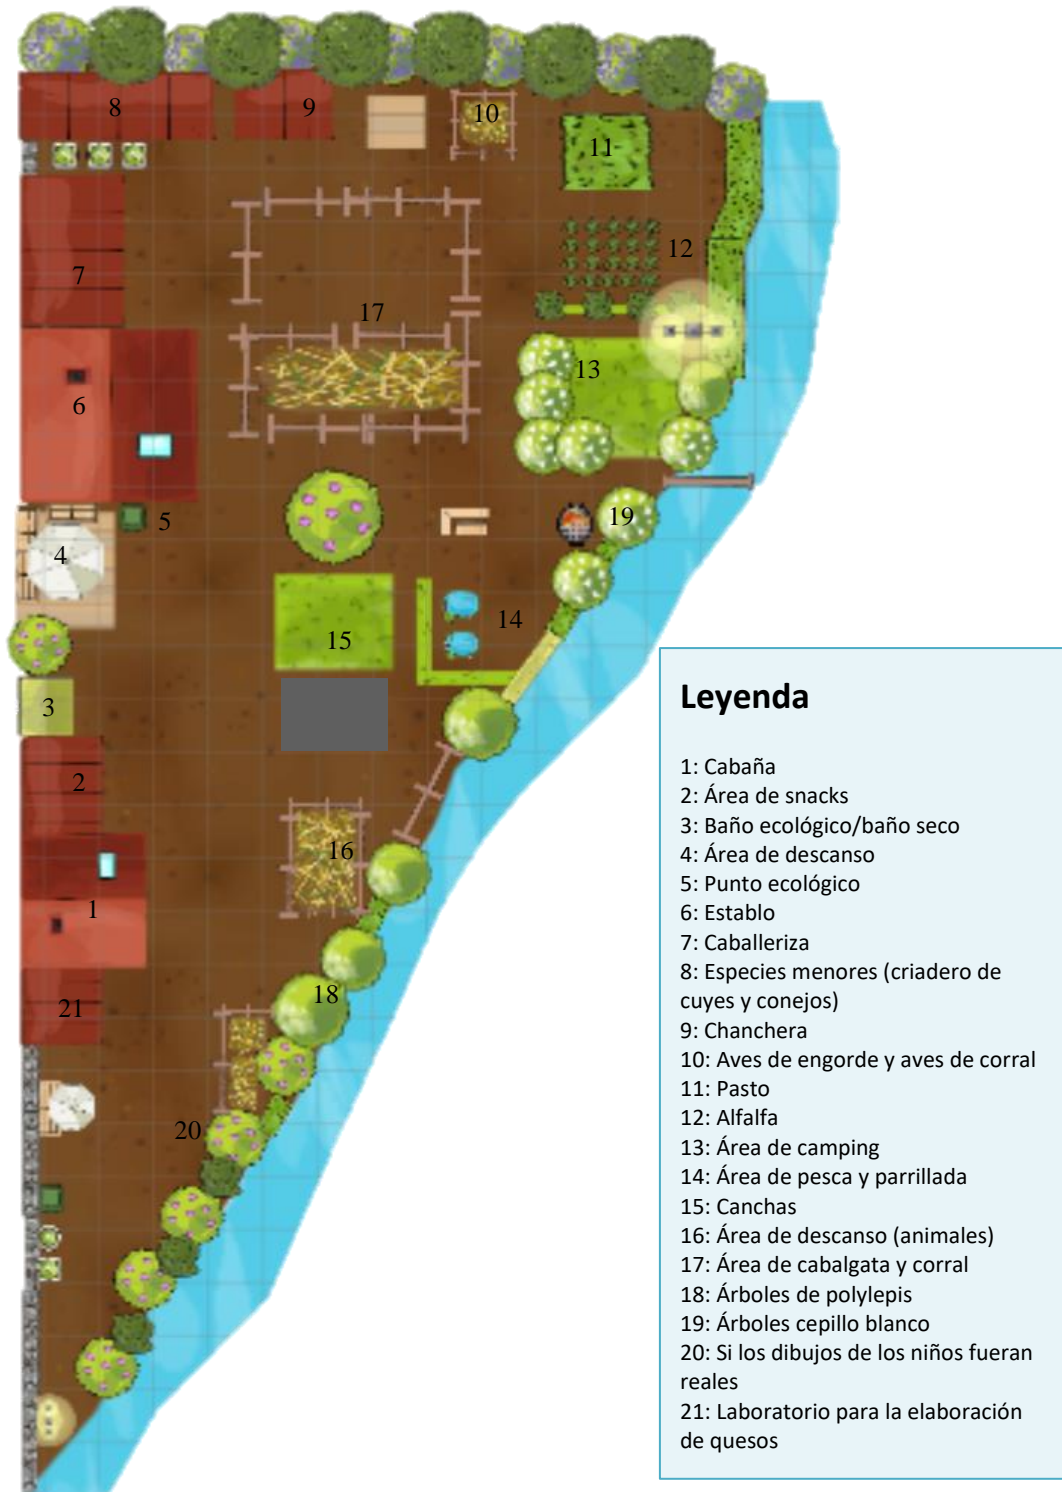 8
9
10
11
12
7
17
6
13
5
19
4
14
15
3
2
16
1
18
21
20
Leyenda
1: Cabaña
2: Área de snacks
3: Baño ecológico/baño seco
4: Área de descanso
5: Punto ecológico
6: Establo
7: Caballeriza
8: Especies menores (criadero de
cuyes y conejos)
9: Chanchera
10: Aves de engorde y aves de corral
11: Pasto
12: Alfalfa
13: Área de camping
14: Área de pesca y parrillada
15: Canchas
16: Área de descanso (animales)
17: Área de cabalgata y corral
18: Árboles de polylepis
19: Árboles cepillo blanco
20: Si los dibujos de los niños fueran
reales
21: Laboratorio para la elaboración
de quesos